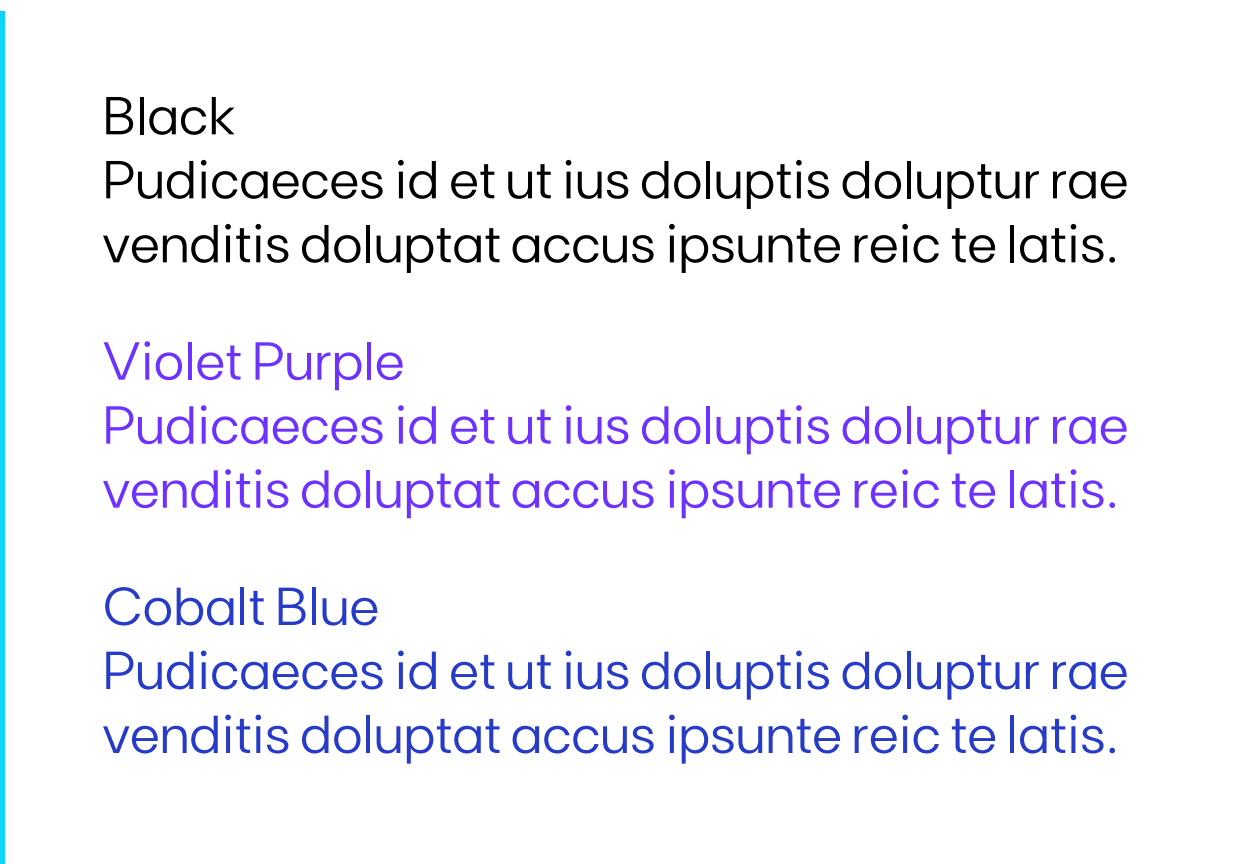 Black
Pudicaeces id et ut ius doluptis doluptur rae
venditis doluptat accus ipsunte reic te latis.
Violet Purple
Pudicaeces id et ut ius doluptis doluptur rae
venditis doluptat accus ipsunte reic te latis.
Cobalt Blue
Pudicaeces id et ut ius doluptis doluptur rae
venditis doluptat accus ipsunte reic te latis.